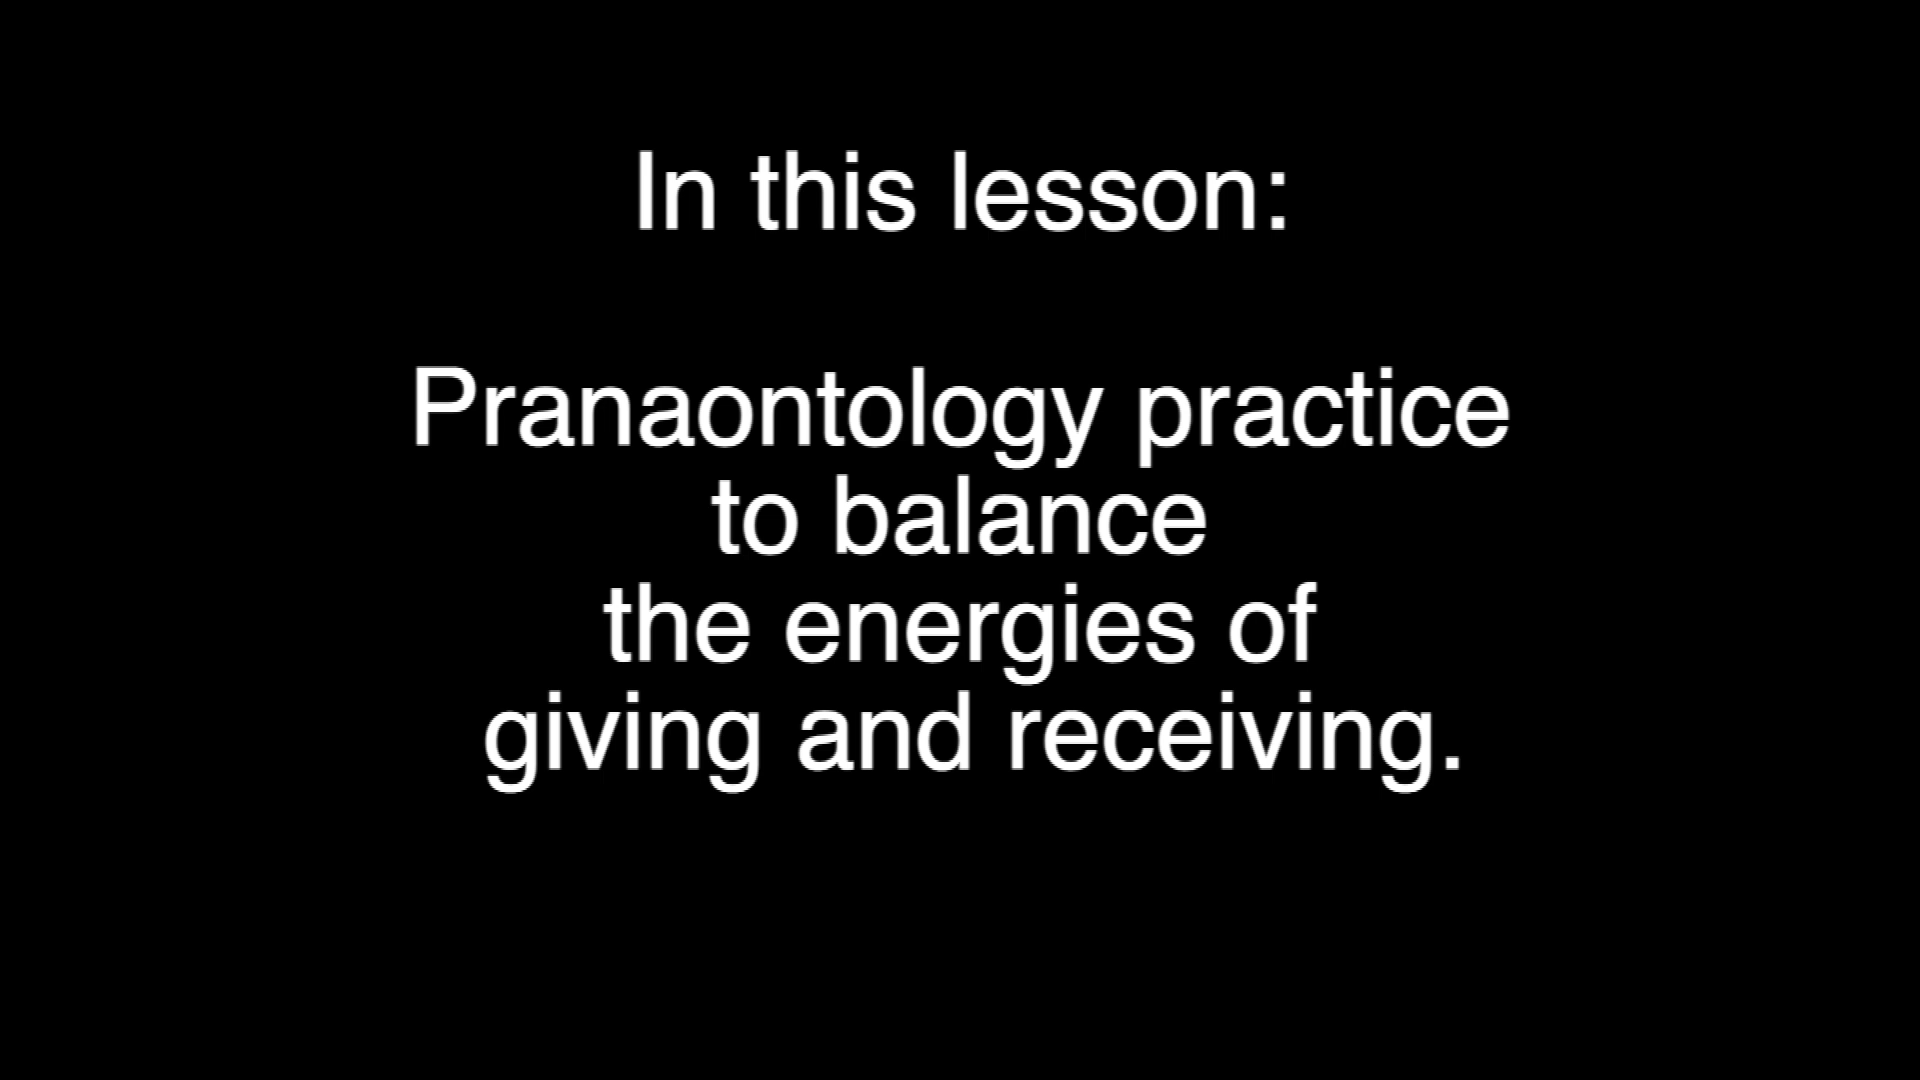 In this lesson:
Pranaontology practice
to balance
the energies of
giving and receiving.